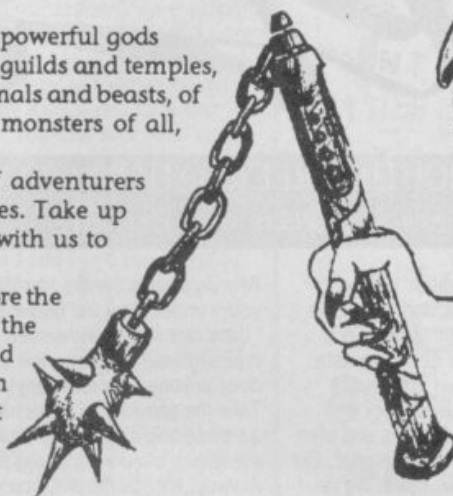 powerful gods
guilds and temples,
nals and beasts, of
monsters of all,
adventurers
es. Take up
with us to
re the
the